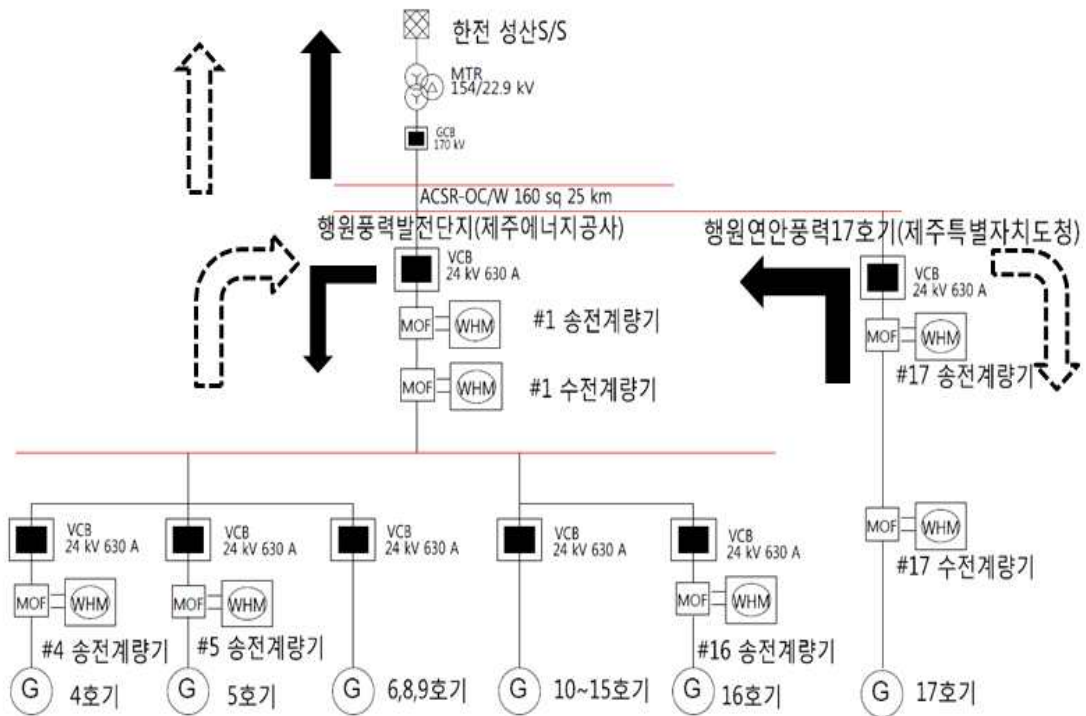 한전 성산S/S
MTR
154/22.9 kV
GCB
170 kV
ACSR-OC/W 160 sq 25 km
행원풍력발전단지(제주에너지공사)
행원연안풍력17호기(제주특별자치도청)
VCB
24 kV 630 A
VCB
24 kV 630 A
MOF
WHM
#1 송전계량기
MOF
WHM
#17 송전계량기
MOF
WHM
#1 수전계량기
VCB
24 kV 630 A
VCB
24 kV 630 A
VCB
24 kV 630 A
VCB
24 kV 630 A
VCB
24 kV 630 A
MOF
WHM
#17 수전계량기
MOF
WHM
#4 송전계량기
MOF
WHM
#5 송전계량기
MOF
WHM
#16 송전계량기
G
4호기
G
5호기
G
6,8,9호기
G
10~15호기
G
16호기
G
17호기